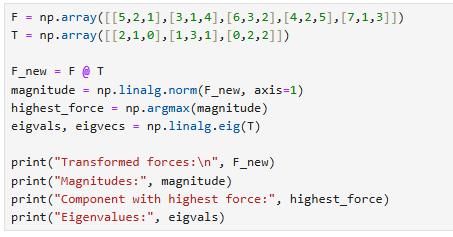 F = np.array([[5,2,1],[3,1,4],[6,3,2],[4,2,5],[7,1,3]])
T = np.array([[2,1,0],[1,3,1],[0,2,2]])
F_new = F @ T
magnitude = np.linalg.norm(F_new, axis=1)
highest_force = np.argmax(magnitude)
eigvals, eigvecs = np.linalg.eig(T)
print("Transformed forces:\n", F_new)
print("Magnitudes:", magnitude)
print("Component with highest force:", highest_force)
print("Eigenvalues:", eigvals)